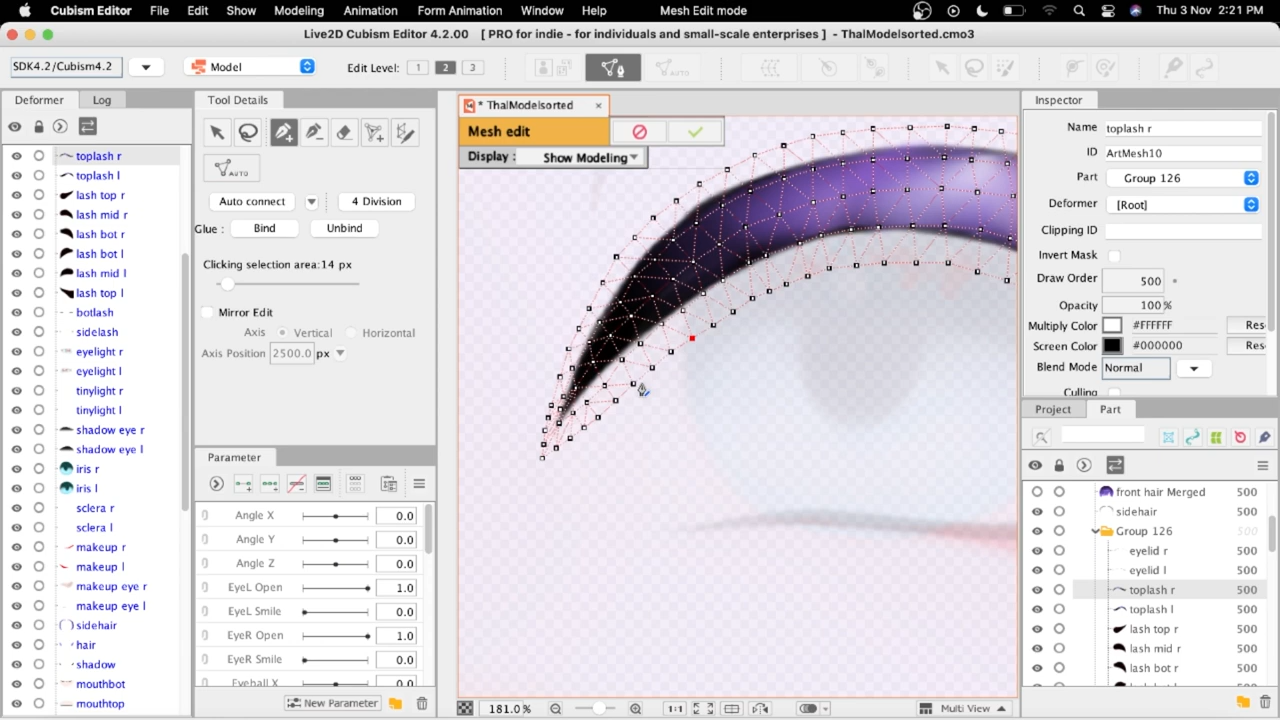 Cubism Editor File Edit Show Modeling Animation Form Animation Window Help Mesh Edit mode Thu 3 Nov 2:21 PM
Live2D Cubism Editor 4.2.00 [ PRO for indie - for individuals and small-scale enterprises ] - ThalModelsorted.cmo3
SDK4.2/Cubism4.2 Model Edit Level: 1 2 3 AUTO
Deformer Log
toplash r
toplash l
lash top r
lash mid r
lash bot r
lash bot l
lash mid l
lash top l
botlash
sidelash
eyelight r
eyelight l
tinylight r
tinylight l
shadow eye r
shadow eye l
iris r
iris l
sclera r
sclera l
makeup r
makeup l
makeup eye r
makeup eye l
sidehair
hair
shadow
mouthbot
mouthtop
Tool Details
AUTO
Auto connect 4 Division
Glue : Bind Unbind
Clicking selection area:14 px
Mirror Edit
Axis Vertical Horizontal
Axis Position 2500.0 px
Parameter
Angle X 0.0
Angle Y 0.0
Angle Z 0.0
EyeL Open 1.0
EyeL Smile 0.0
EyeR Open 1.0
EyeR Smile 0.0
Eyeball X 0.0
New Parameter
* ThalModelsorted ×
Mesh edit
Display : Show Modeling
181.0 % 1:1 Multi View
Inspector
Name toplash r
ID ArtMesh10
Part Group 126
Deformer [Root]
Clipping ID
Invert Mask
Draw Order 500
Opacity 100 %
Multiply Color #FFFFFF Res
Screen Color #000000 Res
Blend Mode Normal
Culling
Project Part
front hair Merged 500
sidehair 500
Group 126 500
eyelid r 500
eyelid l 500
toplash r 500
toplash l 500
lash top r 500
lash mid r 500
lash bot r 500